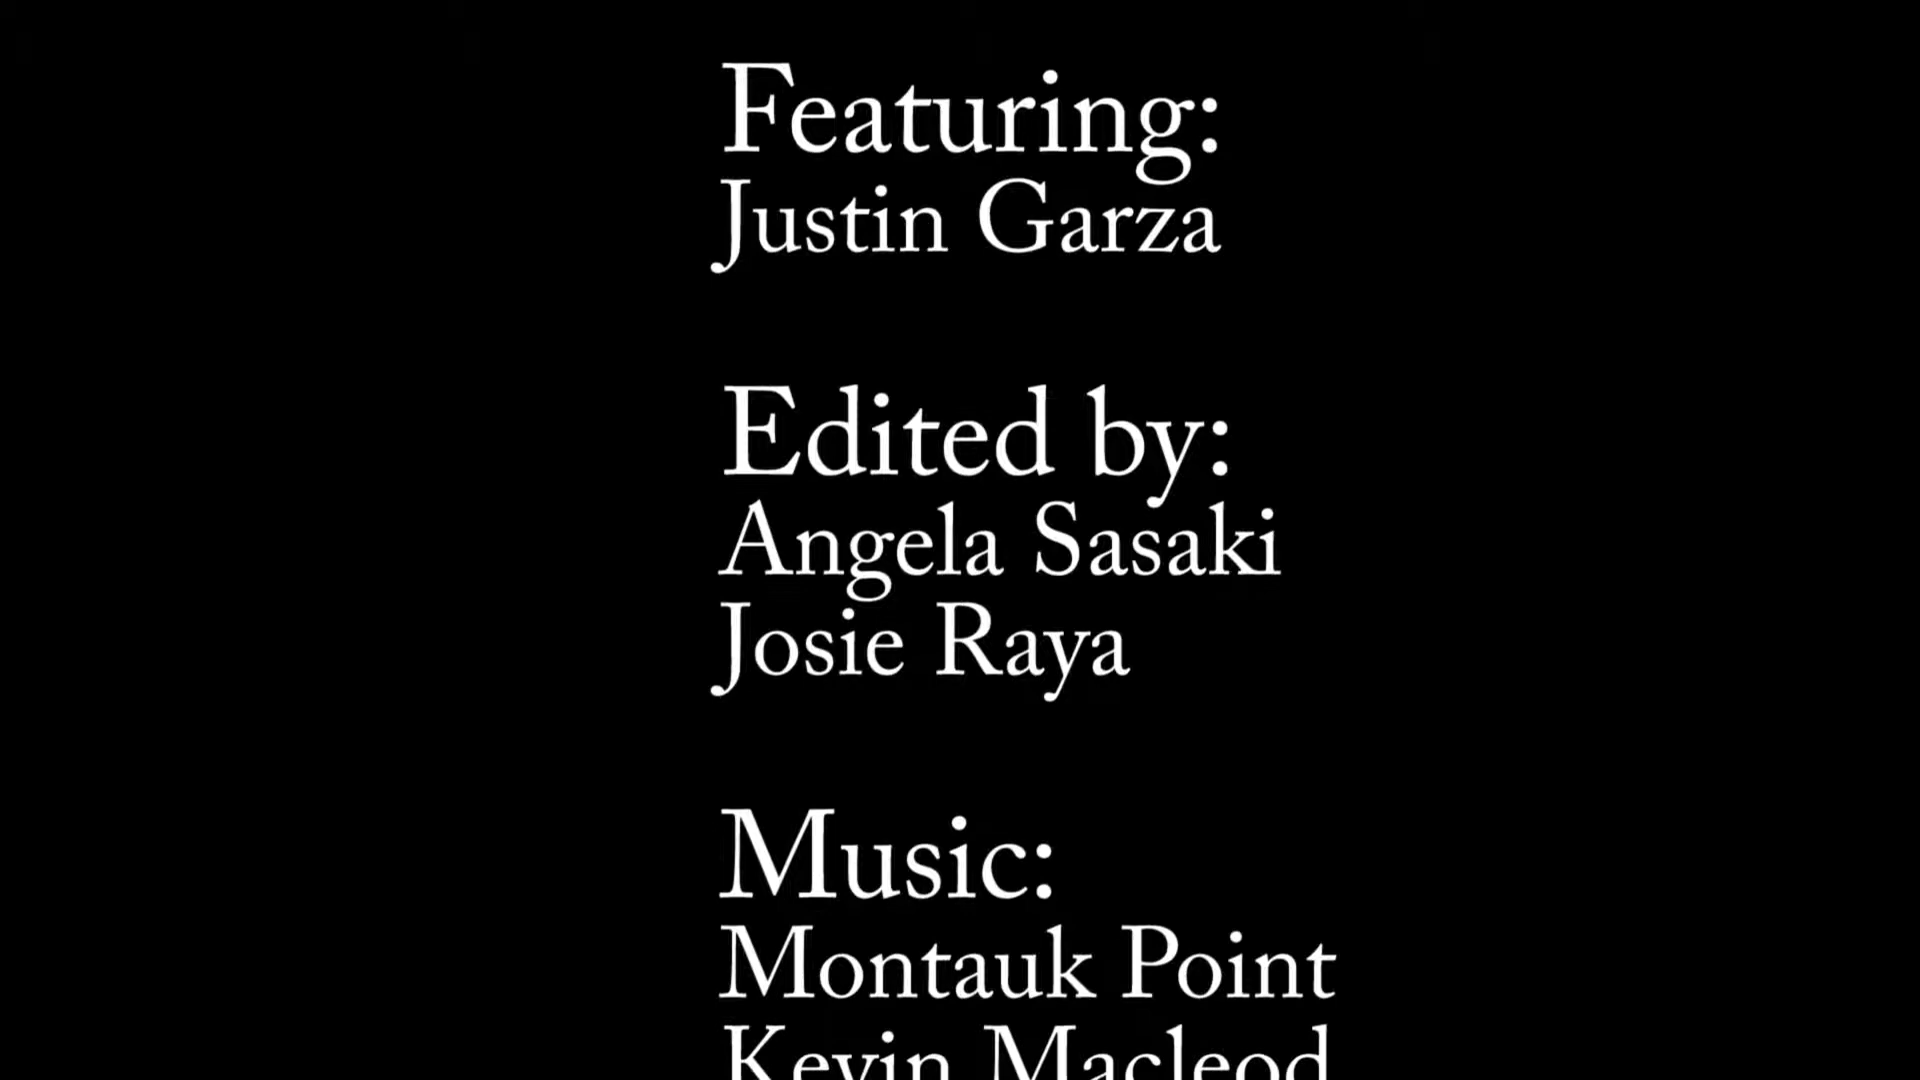 Featuring:
Justin Garza
Edited by:
Angela Sasaki
Josie Raya
Music:
Montauk Point
Kevin Macleod